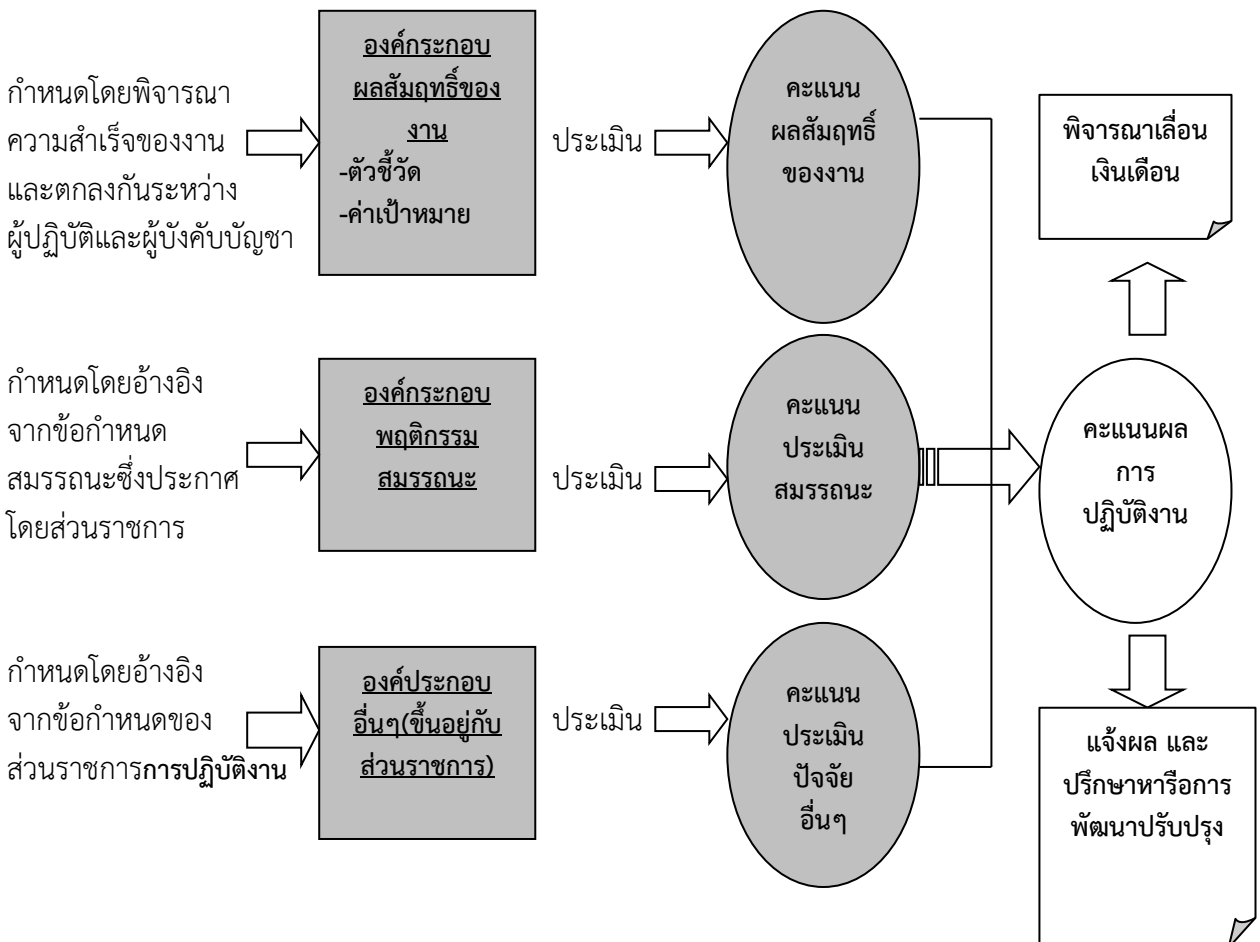 กำหนดโดยพิจารณา
ความสำเร็จของงาน
และตกลงกันระหว่าง
ผู้ปฏิบัติและผู้บังคับบัญชา
องค์กระกอบ
ผลสัมฤทธิ์ของ
งาน
-ตัวชี้วัด
-ค่าเป้าหมาย
ประเมิน
คะแนน
ผลสัมฤทธิ์
ของงาน
พิจารณาเลื่อน
เงินเดือน
กำหนดโดยอ้างอิง
จากข้อกำหนด
สมรรถนะซึ่งประกาศ
โดยส่วนราชการ
องค์กระกอบ
พฤติกรรม
สมรรถนะ
ประเมิน
คะแนน
ประเมิน
สมรรถนะ
คะแนนผล
การ
ปฏิบัติงาน
กำหนดโดยอ้างอิง
จากข้อกำหนดของ
ส่วนราชการการปฏิบัติงาน
องค์ประกอบ
อื่นๆ(ขึ้นอยู่กับ
ส่วนราชการ)
ประเมิน
คะแนน
ประเมิน
ปัจจัย
อื่นๆ
แจ้งผล และ
ปรึกษาหารือการ
พัฒนาปรับปรุง